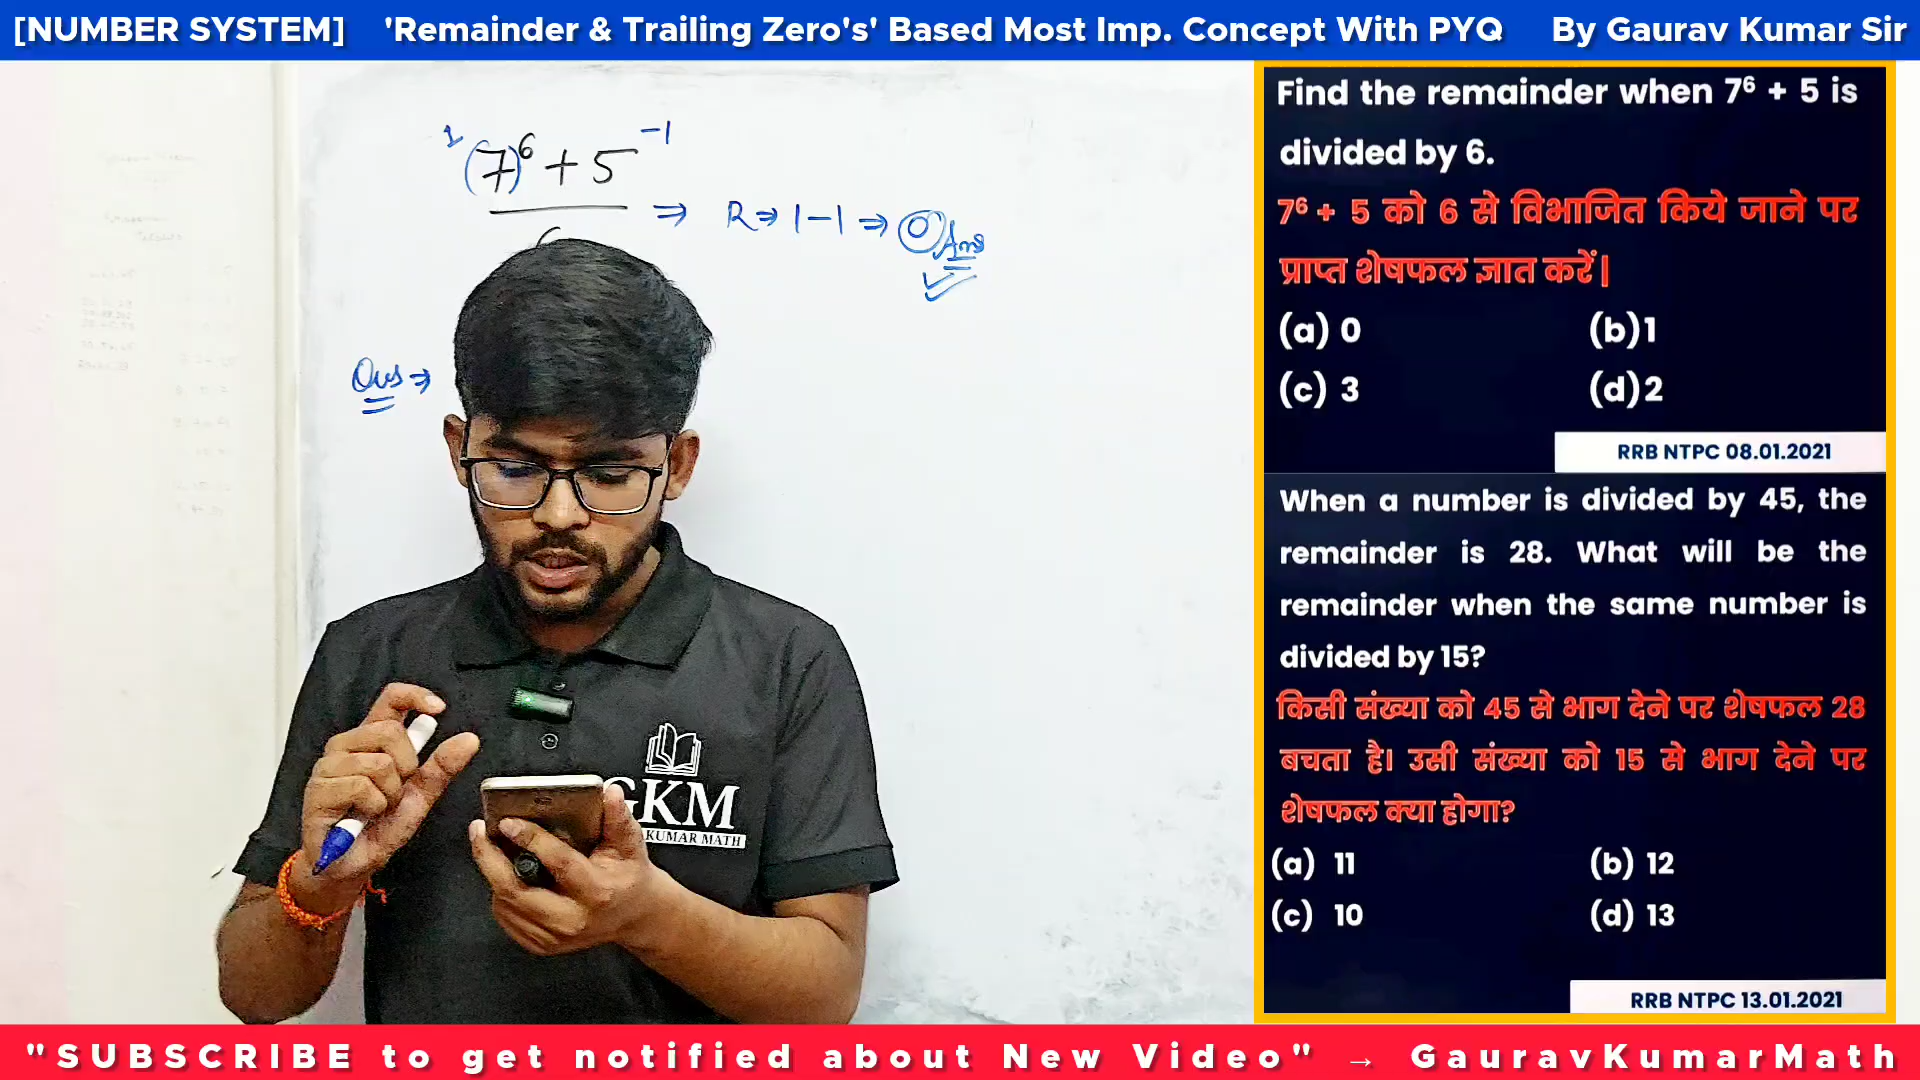 [NUMBER SYSTEM] 'Remainder & Trailing Zero's' Based Most Imp. Concept With PYQ By Gaurav Kumar Sir
1 (7)⁶ + 5 -1
⇒ R ⇒ 1-1 ⇒ 0 Ans
Ques ⇒
GKM
KUMAR MATH
Find the remainder when 7⁶ + 5 is
divided by 6.
7⁶ + 5 को 6 से विभाजित किये जाने पर
प्राप्त शेषफल ज्ञात करें|
(a) 0 (b)1
(c) 3 (d)2
RRB NTPC 08.01.2021
When a number is divided by 45, the
remainder is 28. What will be the
remainder when the same number is
divided by 15?
किसी संख्या को 45 से भाग देने पर शेषफल 28
बचता है। उसी संख्या को 15 से भाग देने पर
शेषफल क्या होगा?
(a) 11 (b) 12
(c) 10 (d) 13
RRB NTPC 13.01.2021
"SUBSCRIBE to get notified about New Video" → GauravKumarMath